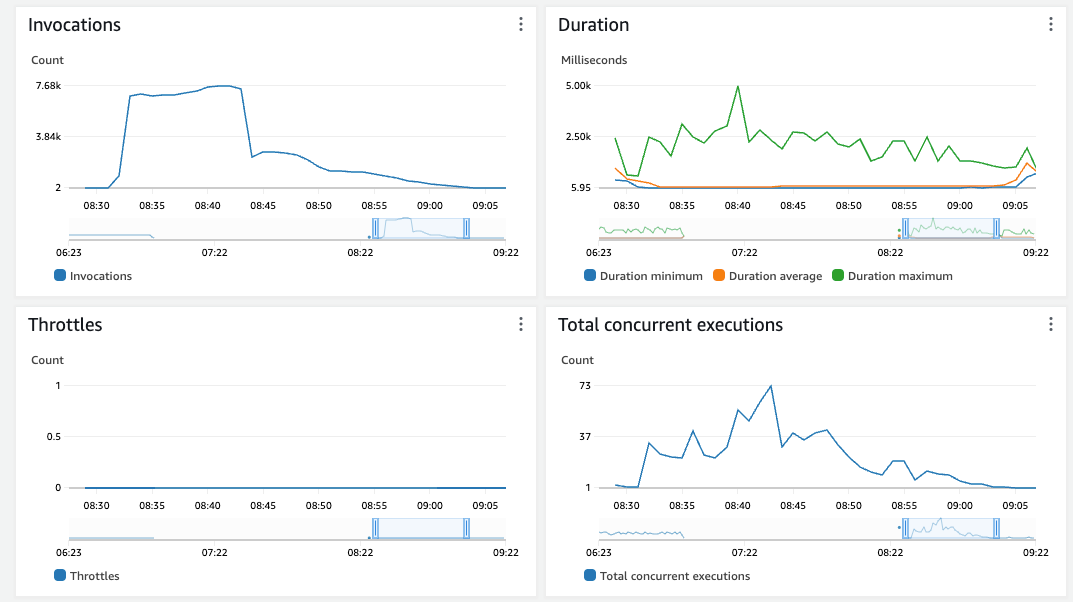 Invocations
Count
7.68k
3.84k
2
08:30 08:35 08:40 08:45 08:50 08:55 09:00 09:05
06:23 07:22 08:22 09:22
Invocations
Duration
Milliseconds
5.00k
2.50k
5.95
08:30 08:35 08:40 08:45 08:50 08:55 09:00 09:05
06:23 07:22 08:22 09:22
Duration minimum Duration average Duration maximum
Throttles
Count
1
0.5
0
08:30 08:35 08:40 08:45 08:50 08:55 09:00 09:05
06:23 07:22 08:22 09:22
Throttles
Total concurrent executions
Count
73
37
1
08:30 08:35 08:40 08:45 08:50 08:55 09:00 09:05
06:23 07:22 08:22 09:22
Total concurrent executions